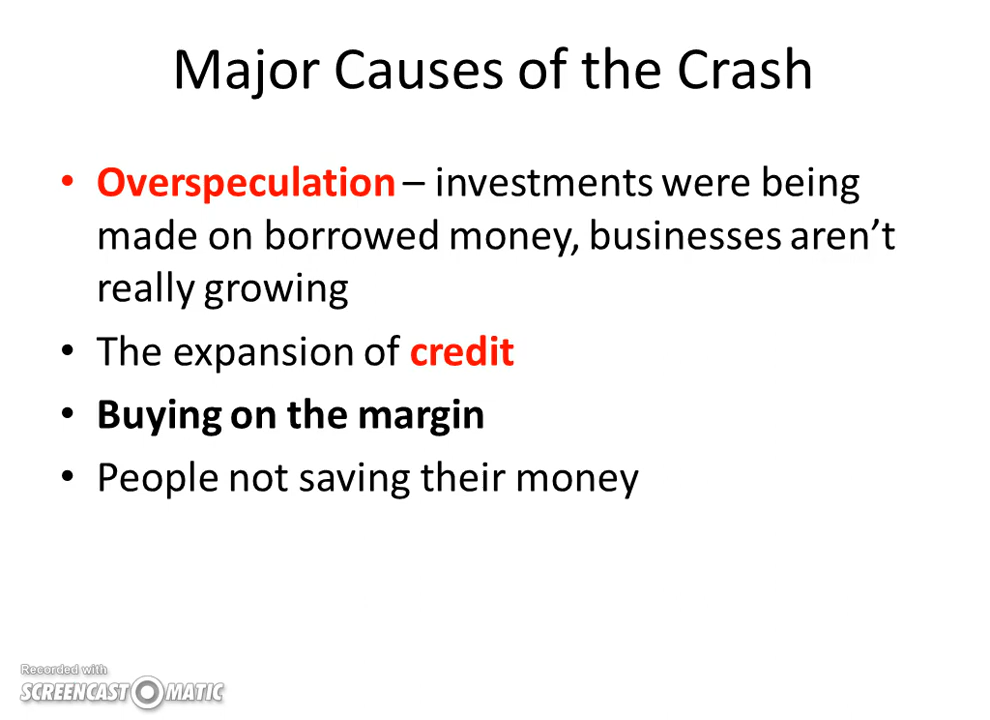 Major Causes of the Crash
• Overspeculation – investments were being
made on borrowed money, businesses aren’t
really growing
• The expansion of credit
• Buying on the margin
• People not saving their money
Recorded with
SCREENCAST MATIC